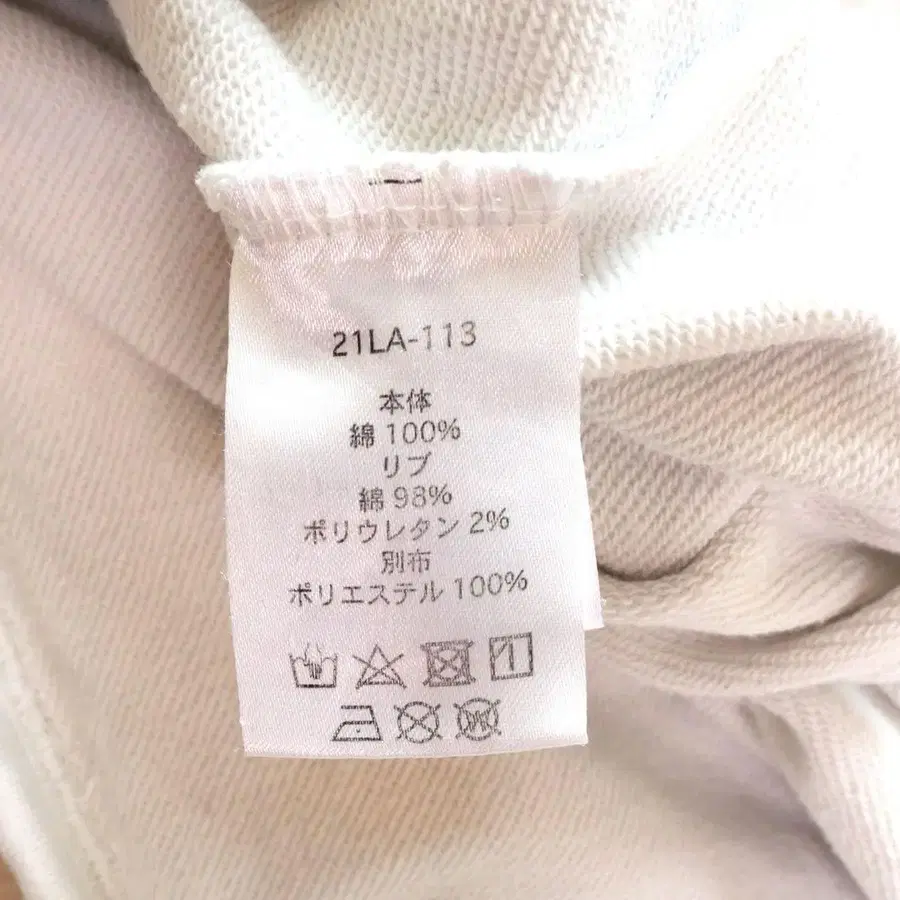 21LA-113
本体
綿 100%
リブ
綿 98%
ポリウレタン 2%
別布
ポリエステル 100%